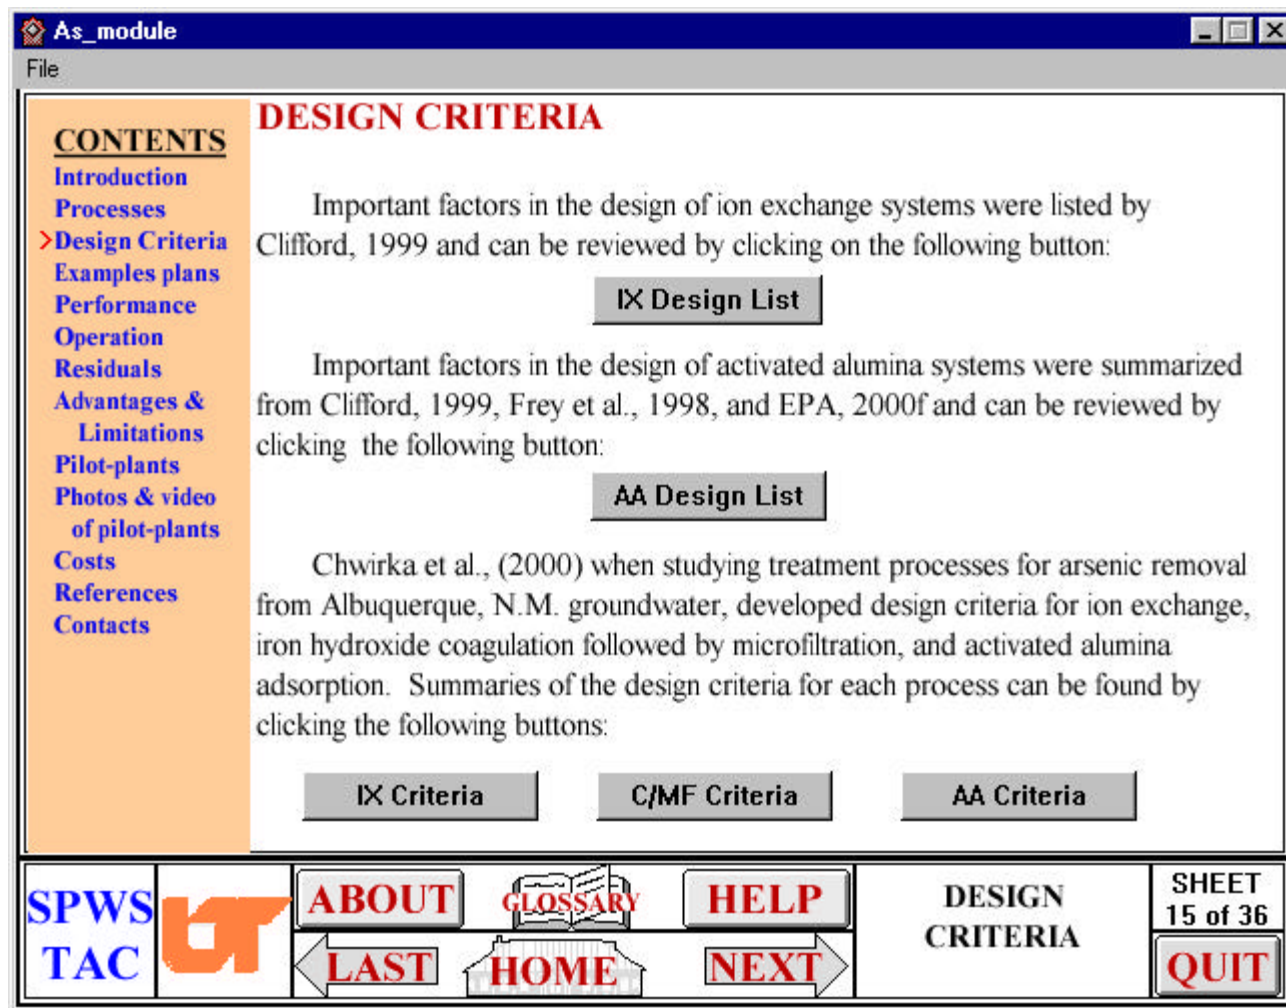 As_module
File
CONTENTS
Introduction
Processes
>Design Criteria
Examples plans
Performance
Operation
Residuals
Advantages &
Limitations
Pilot-plants
Photos & video
of pilot-plants
Costs
References
Contacts
DESIGN CRITERIA
Important factors in the design of ion exchange systems were listed by
Clifford, 1999 and can be reviewed by clicking on the following button:
IX Design List
Important factors in the design of activated alumina systems were summarized
from Clifford, 1999, Frey et al., 1998, and EPA, 2000f and can be reviewed by
clicking the following button:
AA Design List
Chwirka et al., (2000) when studying treatment processes for arsenic removal
from Albuquerque, N.M. groundwater, developed design criteria for ion exchange,
iron hydroxide coagulation followed by microfiltration, and activated alumina
adsorption. Summaries of the design criteria for each process can be found by
clicking the following buttons:
IX Criteria
C/MF Criteria
AA Criteria
SPWS
TAC
UT
ABOUT
GLOSSARY
HELP
LAST
HOME
NEXT
DESIGN
CRITERIA
SHEET
15 of 36
QUIT